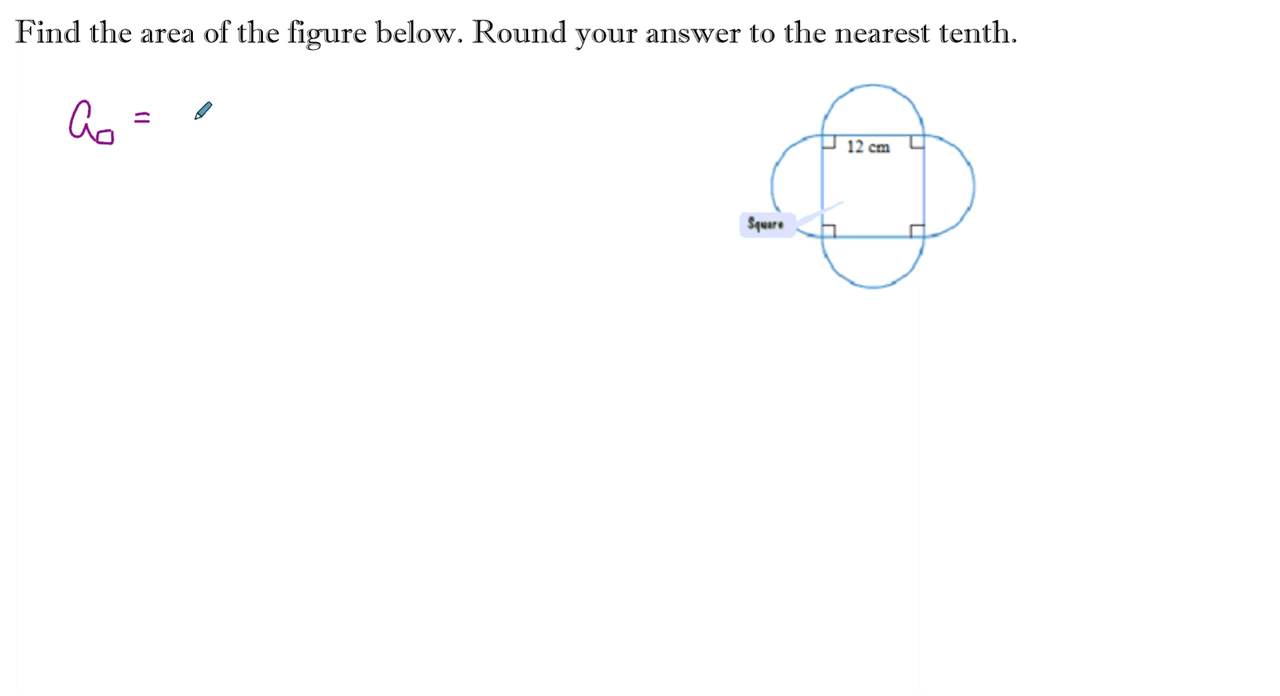 Find the area of the figure below. Round your answer to the nearest tenth.
a□ =
12 cm
Square